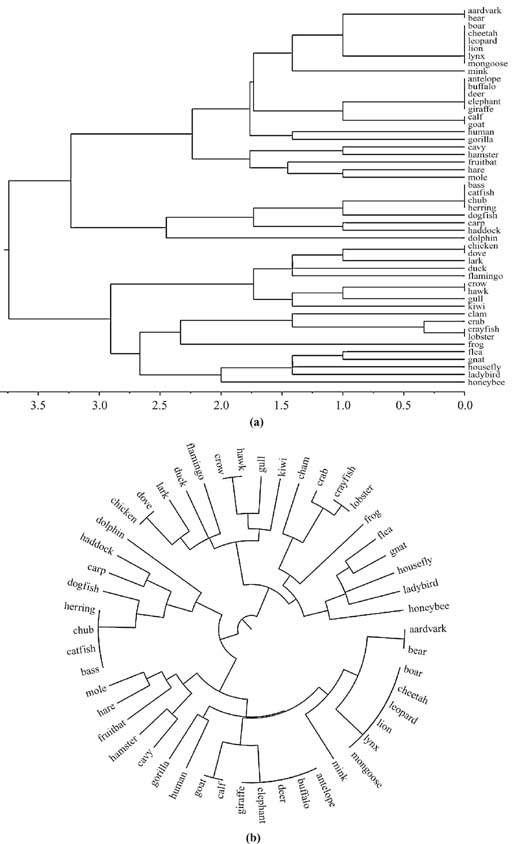 aardvark
bear
boar
cheetah
leopard
lion
lynx
mongoose
mink
antelope
buffalo
deer
elephant
giraffe
calf
goat
human
gorilla
cavy
hamster
fruitbat
hare
mole
bass
catfish
chub
herring
dogfish
carp
haddock
dolphin
chicken
dove
lark
duck
flamingo
crow
hawk
gull
kiwi
clam
crab
crayfish
lobster
frog
flea
gnat
housefly
ladybird
honeybee
3.5 3.0 2.5 2.0 1.5 1.0 0.5 0.0
(a)
flamingo
crow
hawk
gull
kiwi
cham
crab
crayfish
lobster
frog
flea
gnat
housefly
ladybird
honeybee
aardvark
bear
boar
cheetah
leopard
lion
lynx
mongoose
mink
antelope
buffalo
deer
elephant
giraffe
calf
goat
human
gorilla
cavy
hamster
fruitbat
hare
mole
bass
catfish
chub
herring
dogfish
carp
haddock
dolphin
chicken
dove
lark
duck
(b)